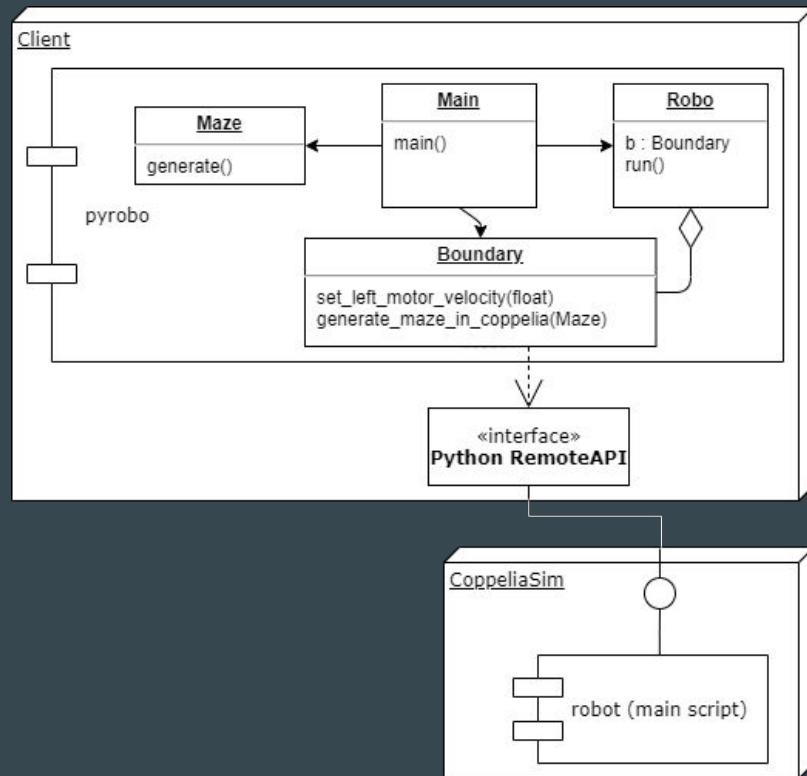 Client
Maze
generate()
Main
main()
Robo
b : Boundary
run()
pyrobo
Boundary
set_left_motor_velocity(float)
generate_maze_in_coppelia(Maze)
«interface»
Python RemoteAPI
CoppeliaSim
robot (main script)